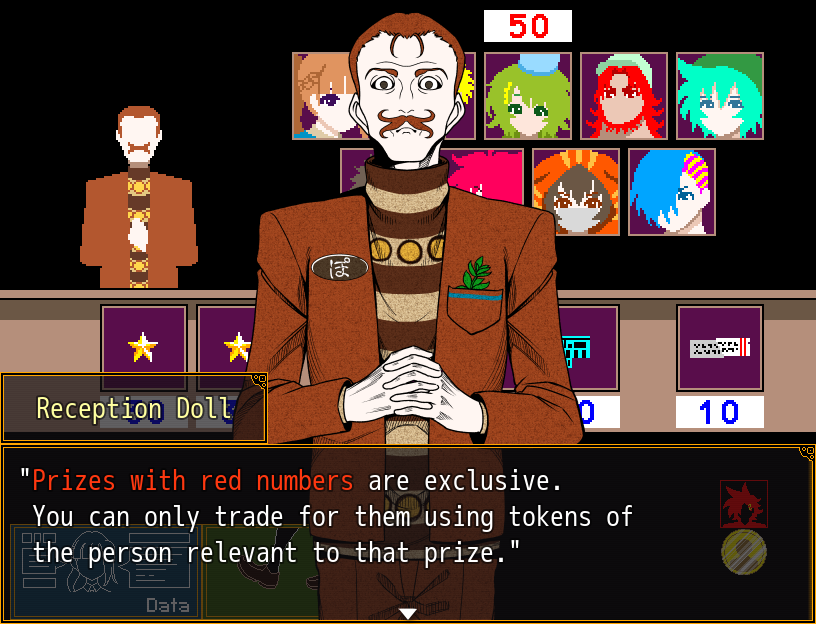 50
ぽ
10
Reception Doll
"Prizes with red numbers are exclusive.
You can only trade for them using tokens of
the person relevant to that prize."
Data